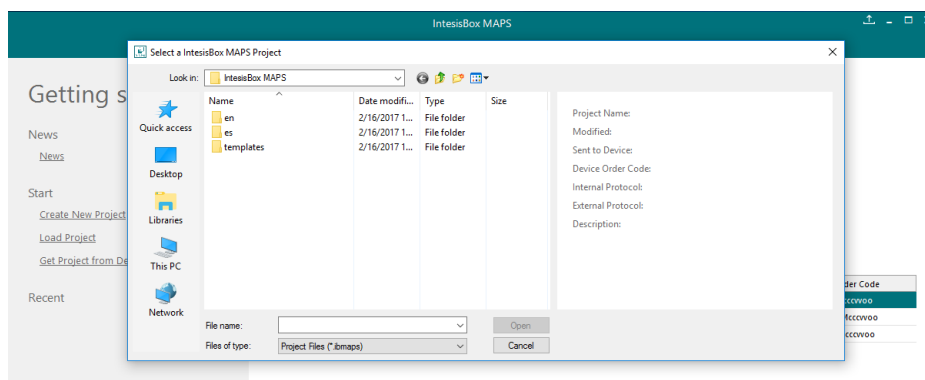 IntesisBox MAPS
Select a IntesisBox MAPS Project
Look in:
IntesisBox MAPS
Getting s
News
News
Start
Create New Project
Load Project
Get Project from De
Recent
Quick access
Desktop
Libraries
This PC
Network
Name Date modifi... Type Size
en 2/16/2017 1... File folder
es 2/16/2017 1... File folder
templates 2/16/2017 1... File folder
Project Name:
Modified:
Sent to Device:
Device Order Code:
Internal Protocol:
External Protocol:
Description:
File name:
Open
Files of type:
Project Files (*.ibmaps)
Cancel
der Code